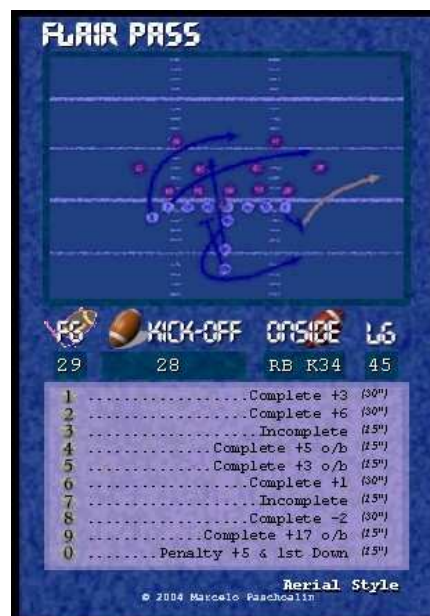 FLAIR PASS
FG KICK-OFF ONSIDE LG
29 28 RB K34 45
1 ...................Complete +3 (30")
2 ...................Complete +6 (30")
3 ....................Incomplete (15")
4 ...............Complete +5 o/b (15")
5 ...............Complete +3 o/b (15")
6 ...................Complete +1 (30")
7 ....................Incomplete (15")
8 ...................Complete -2 (30")
9 ..............Complete +17 o/b (15")
0 .........Penalty +5 & 1st Down (15")
Aerial Style
© 2004 Marcelo Paschoalin